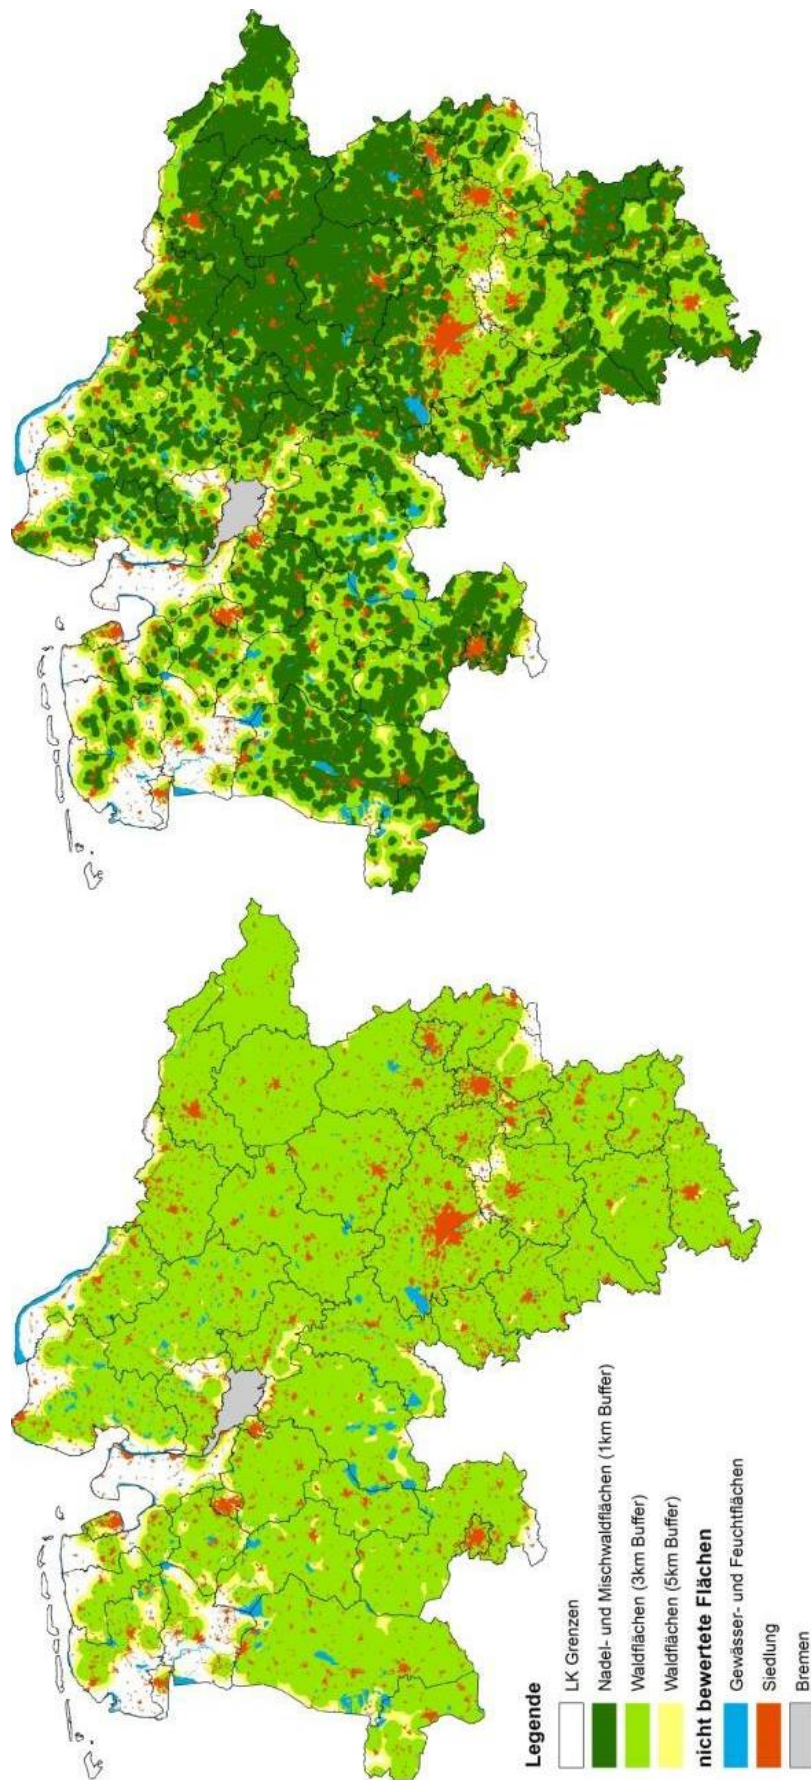 Legende
LK Grenzen
Nadel- und Mischwaldflächen (1km Buffer)
Waldflächen (3km Buffer)
Waldflächen (5km Buffer)
nicht bewertete Flächen
Gewässer- und Feuchtflächen
Siedlung
Bremen